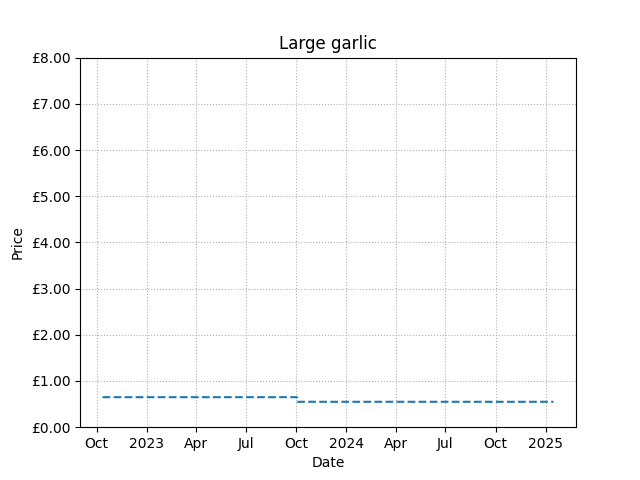 Large garlic
£8.00
£7.00
£6.00
£5.00
£4.00
£3.00
£2.00
£1.00
£0.00
Price
Oct 2023 Apr Jul Oct 2024 Apr Jul Oct 2025
Date